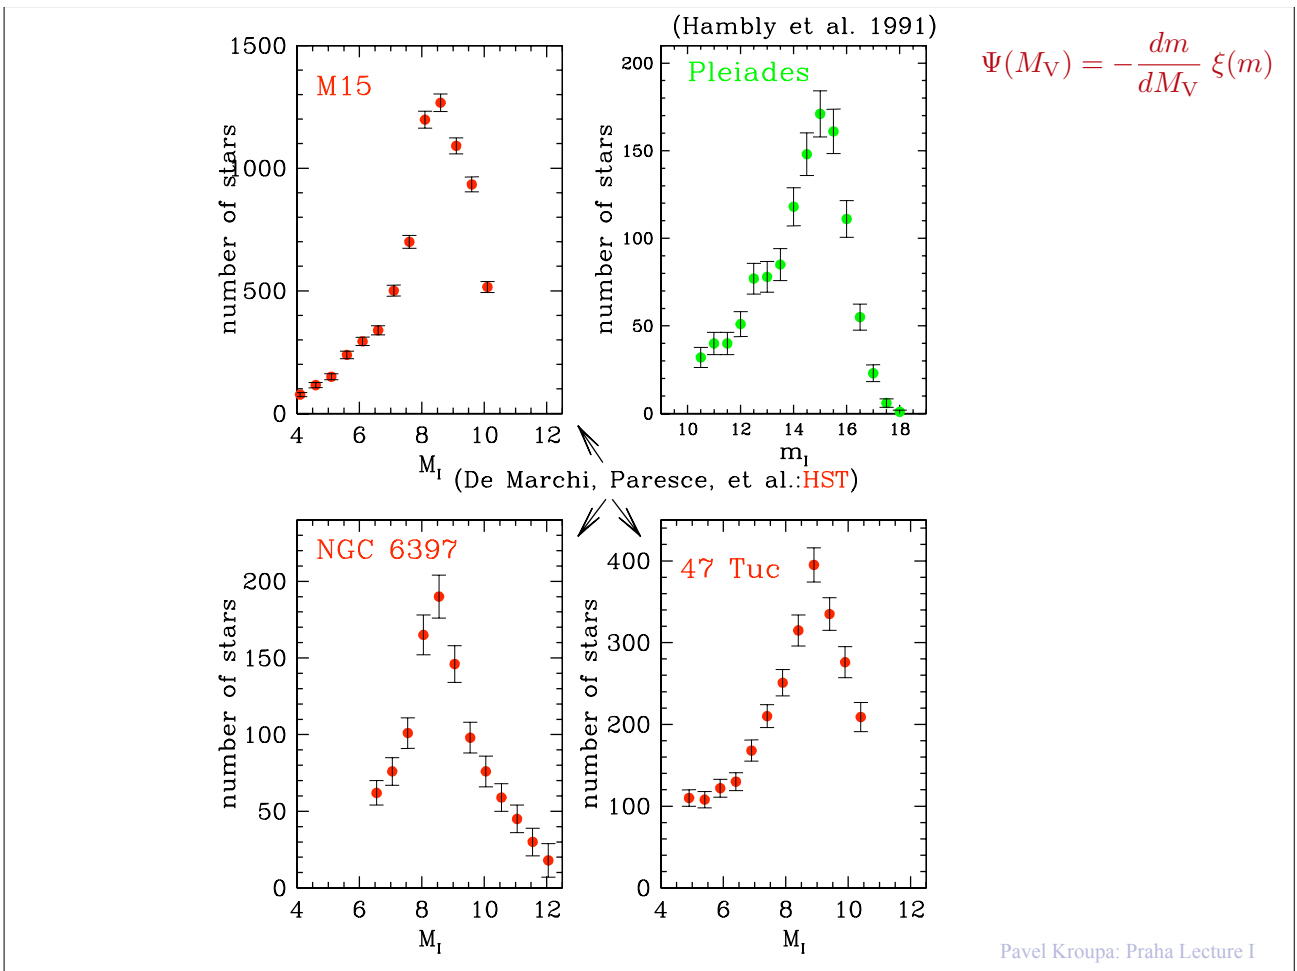 (Hambly et al. 1991)
Ψ(M_V) = − dm/dM_V ξ(m)
M15
number of stars
1500
1000
500
0
4 6 8 10 12
M_I
Pleiades
number of stars
200
150
100
50
0
10 12 14 16 18
m_I
(De Marchi, Paresce, et al.:HST)
NGC 6397
number of stars
200
150
100
50
0
4 6 8 10 12
M_I
47 Tuc
number of stars
400
300
200
100
0
4 6 8 10 12
M_I
Pavel Kroupa: Praha Lecture I